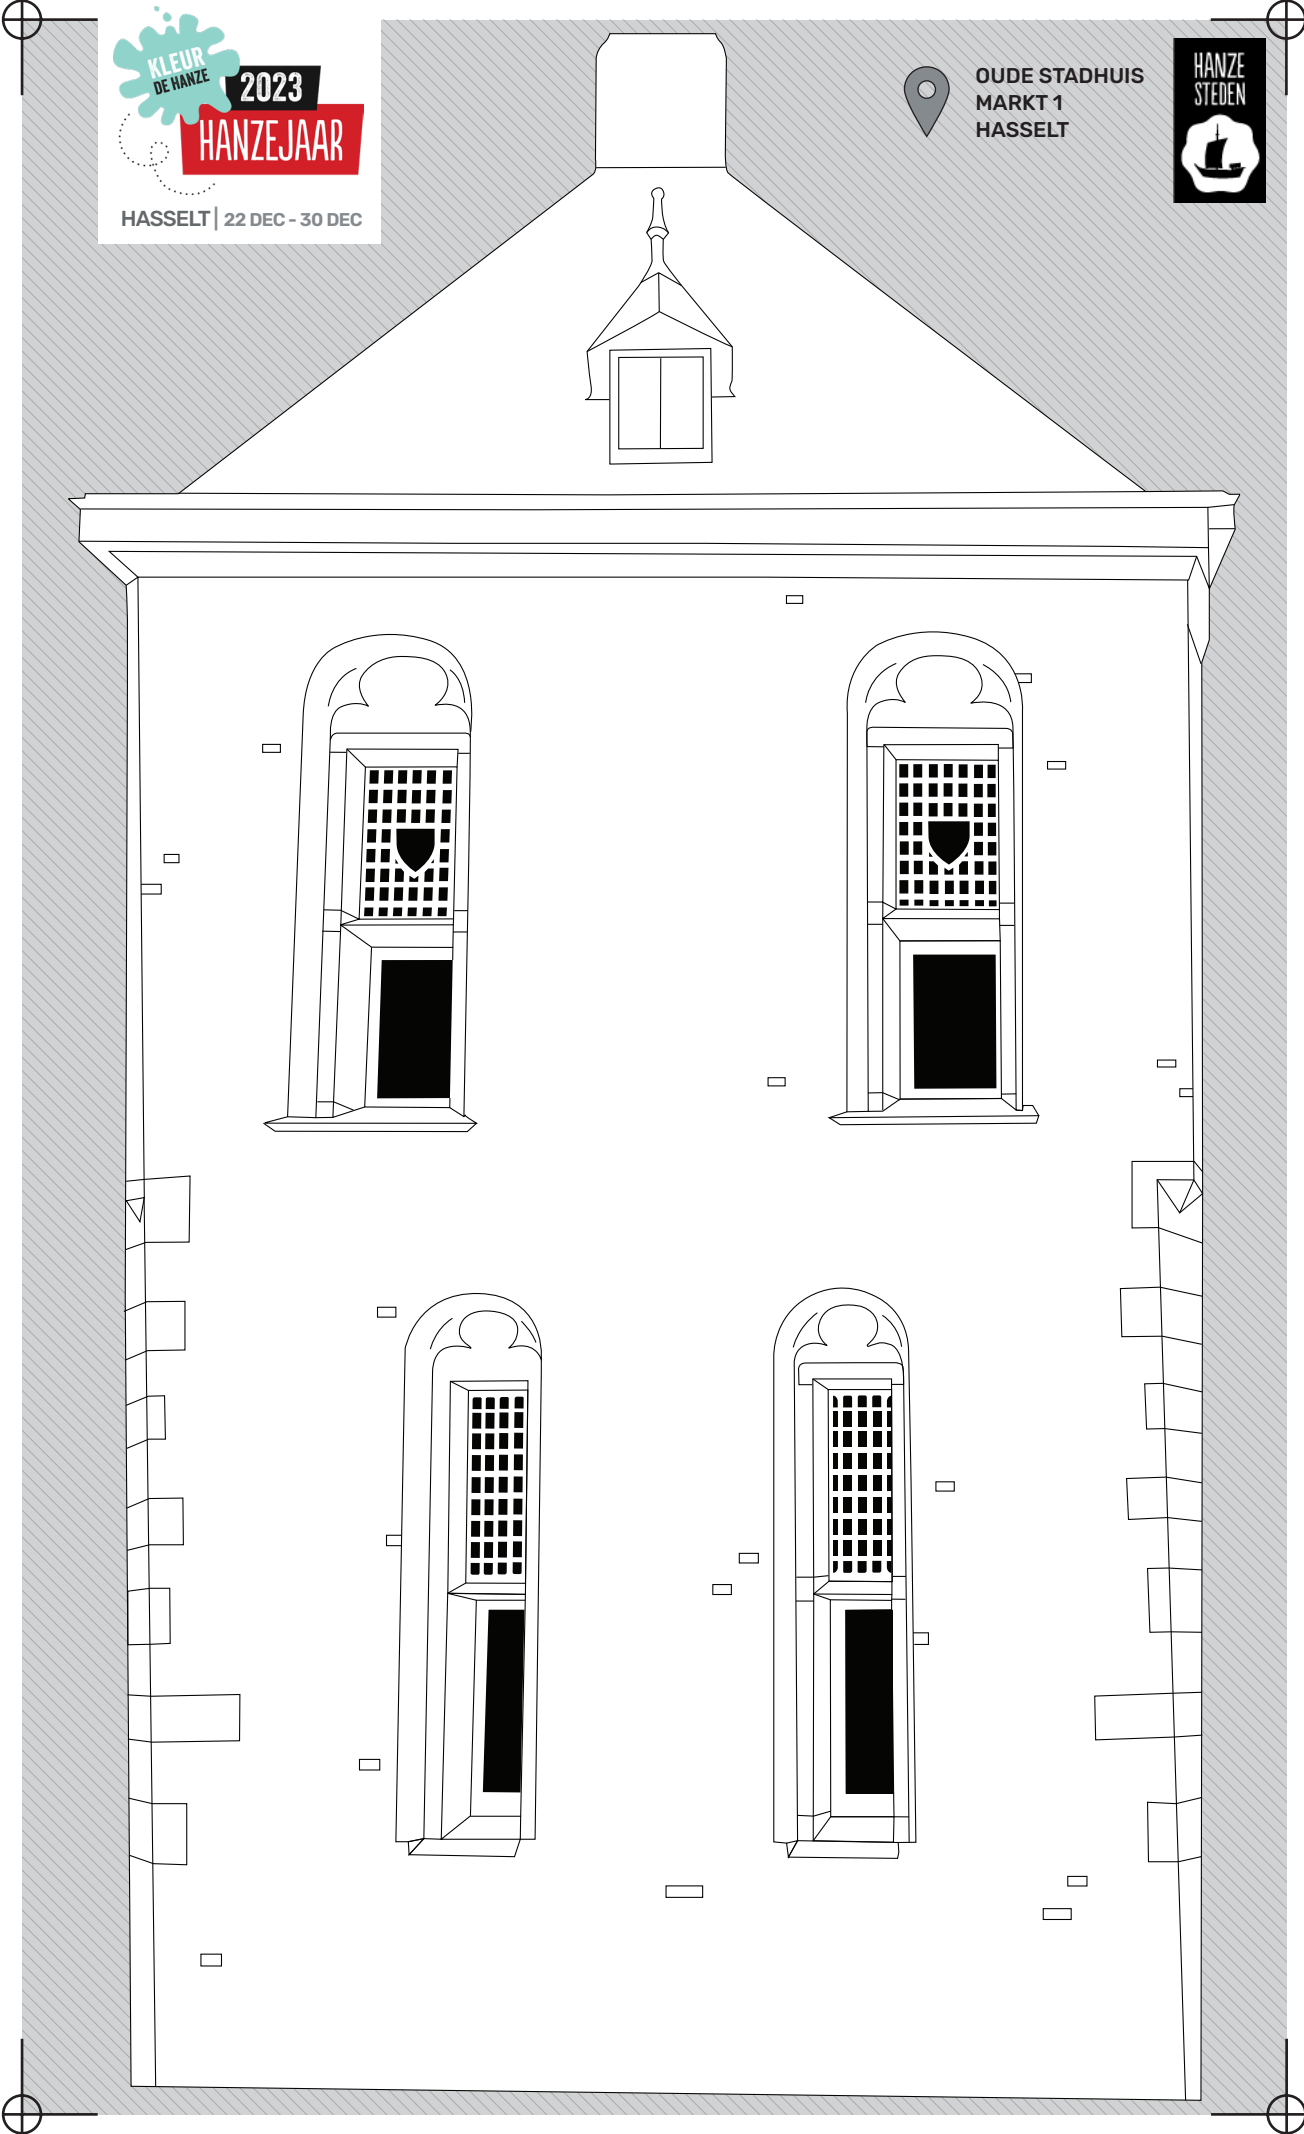 KLEUR
DE HANZE
2023
HANZEJAAR
HASSELT | 22 DEC - 30 DEC
OUDE STADHUIS
MARKT 1
HASSELT
HANZE
STEDEN